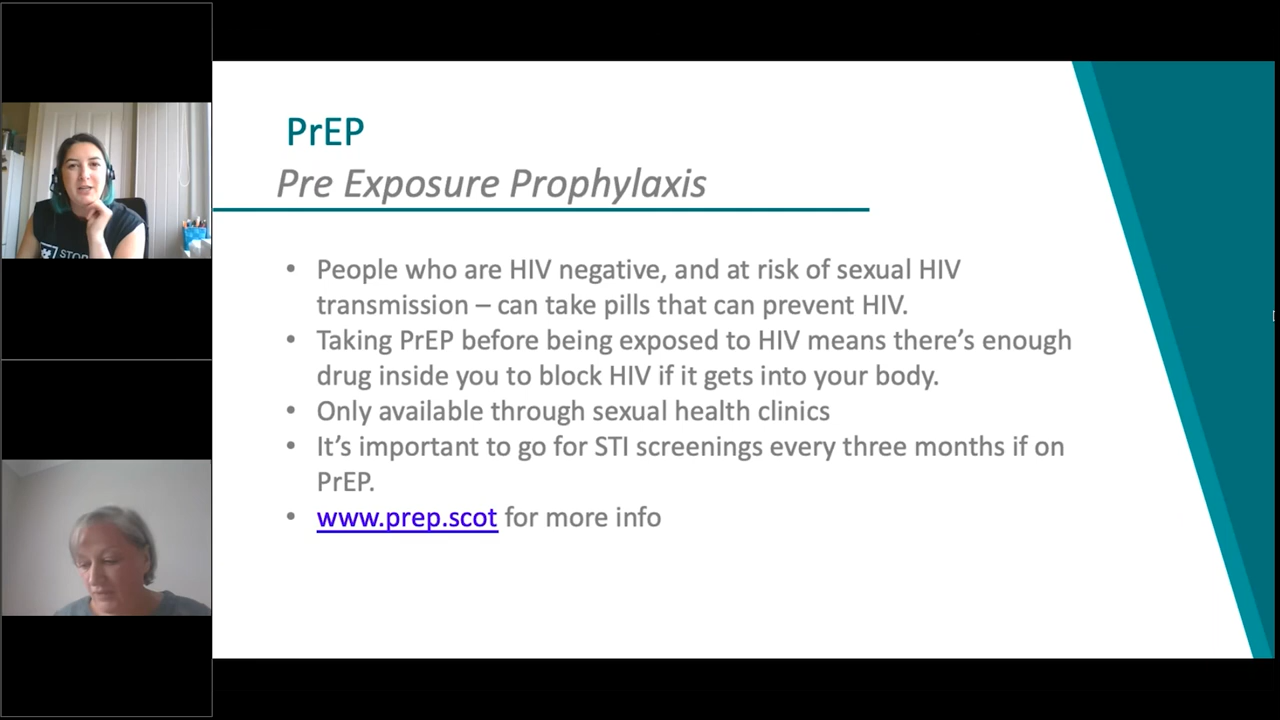 PrEP
Pre Exposure Prophylaxis
• People who are HIV negative, and at risk of sexual HIV
transmission – can take pills that can prevent HIV.
• Taking PrEP before being exposed to HIV means there's enough
drug inside you to block HIV if it gets into your body.
• Only available through sexual health clinics
• It's important to go for STI screenings every three months if on
PrEP.
• www.prep.scot for more info